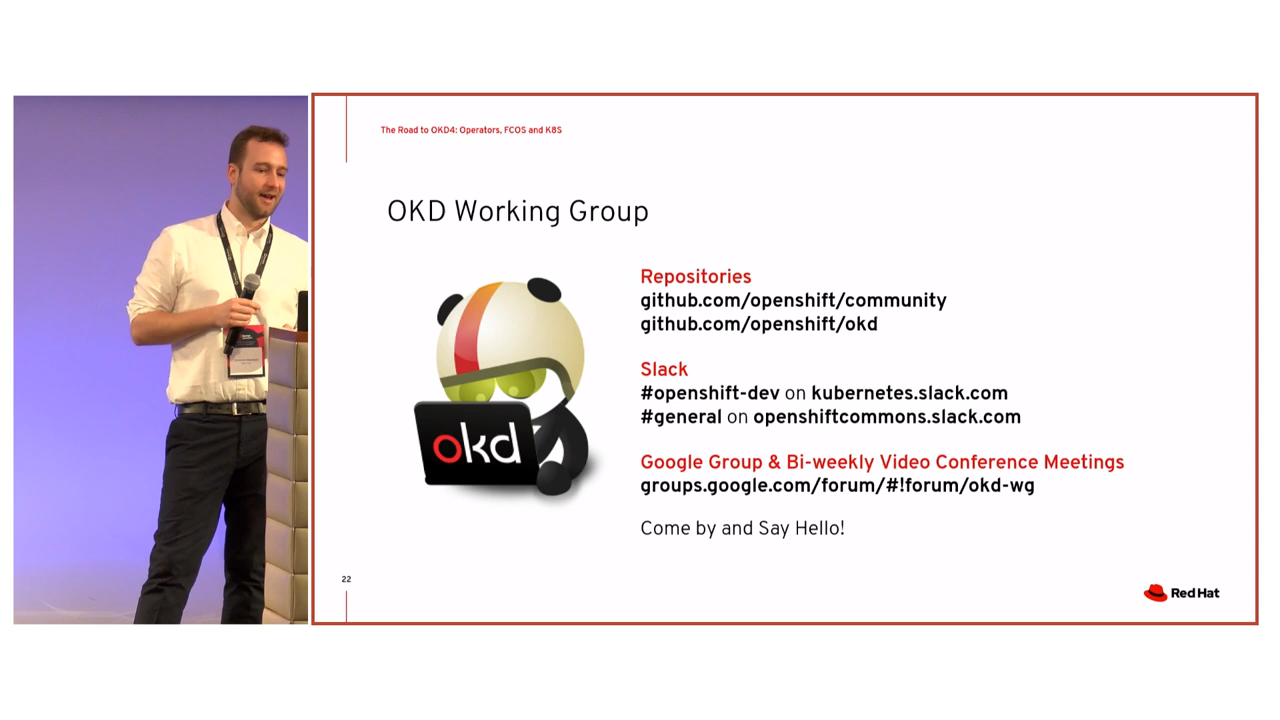 The Road to OKD4: Operators, FCOS and K8S
OKD Working Group
Repositories
github.com/openshift/community
github.com/openshift/okd
Slack
#openshift-dev on kubernetes.slack.com
#general on openshiftcommons.slack.com
Google Group & Bi-weekly Video Conference Meetings
groups.google.com/forum/#!forum/okd-wg
Come by and Say Hello!
okd
22
Red Hat